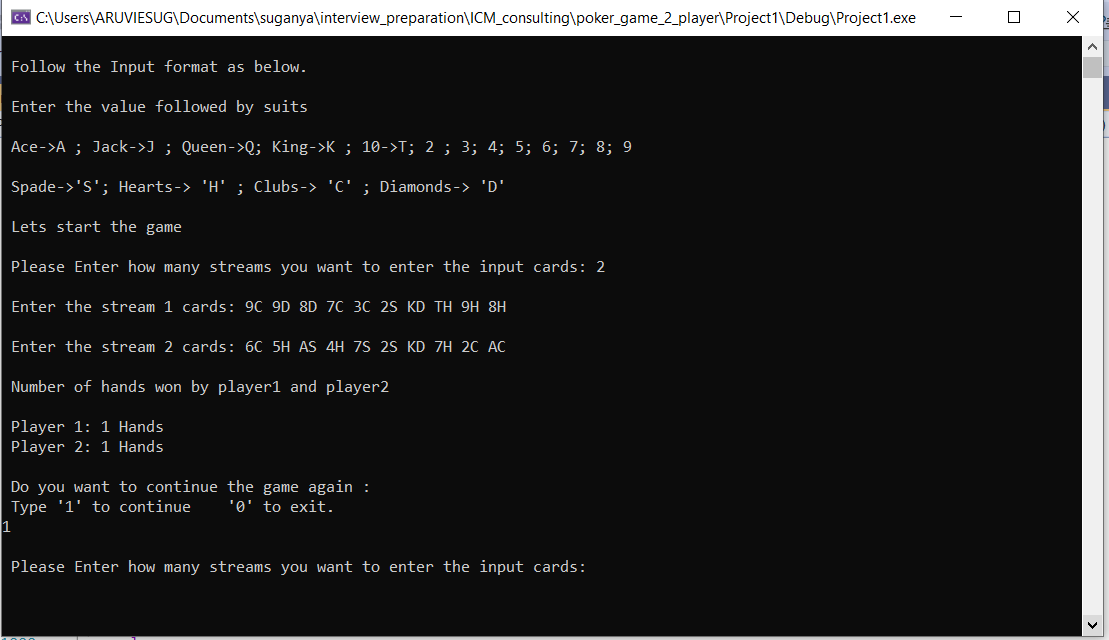 C:\Users\ARUVIESUG\Documents\suganya\interview_preparation\ICM_consulting\poker_game_2_player\Project1\Debug\Project1.exe
Follow the Input format as below.
Enter the value followed by suits
Ace->A ; Jack->J ; Queen->Q; King->K ; 10->T; 2 ; 3; 4; 5; 6; 7; 8; 9
Spade->'S'; Hearts-> 'H' ; Clubs-> 'C' ; Diamonds-> 'D'
Lets start the game
Please Enter how many streams you want to enter the input cards: 2
Enter the stream 1 cards: 9C 9D 8D 7C 3C 2S KD TH 9H 8H
Enter the stream 2 cards: 6C 5H AS 4H 7S 2S KD 7H 2C AC
Number of hands won by player1 and player2
Player 1: 1 Hands
Player 2: 1 Hands
Do you want to continue the game again :
Type '1' to continue    '0' to exit.
1
Please Enter how many streams you want to enter the input cards: